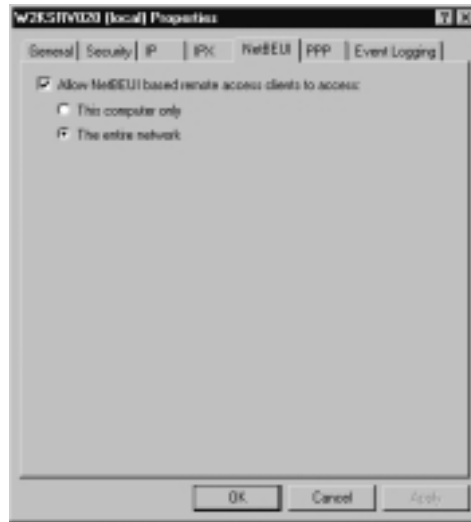 W2KSRV020 (local) Properties
General Security IP IPX NetBEUI PPP Event Logging
Allow NetBEUI based remote access clients to access:
This computer only
The entire network
OK Cancel Apply